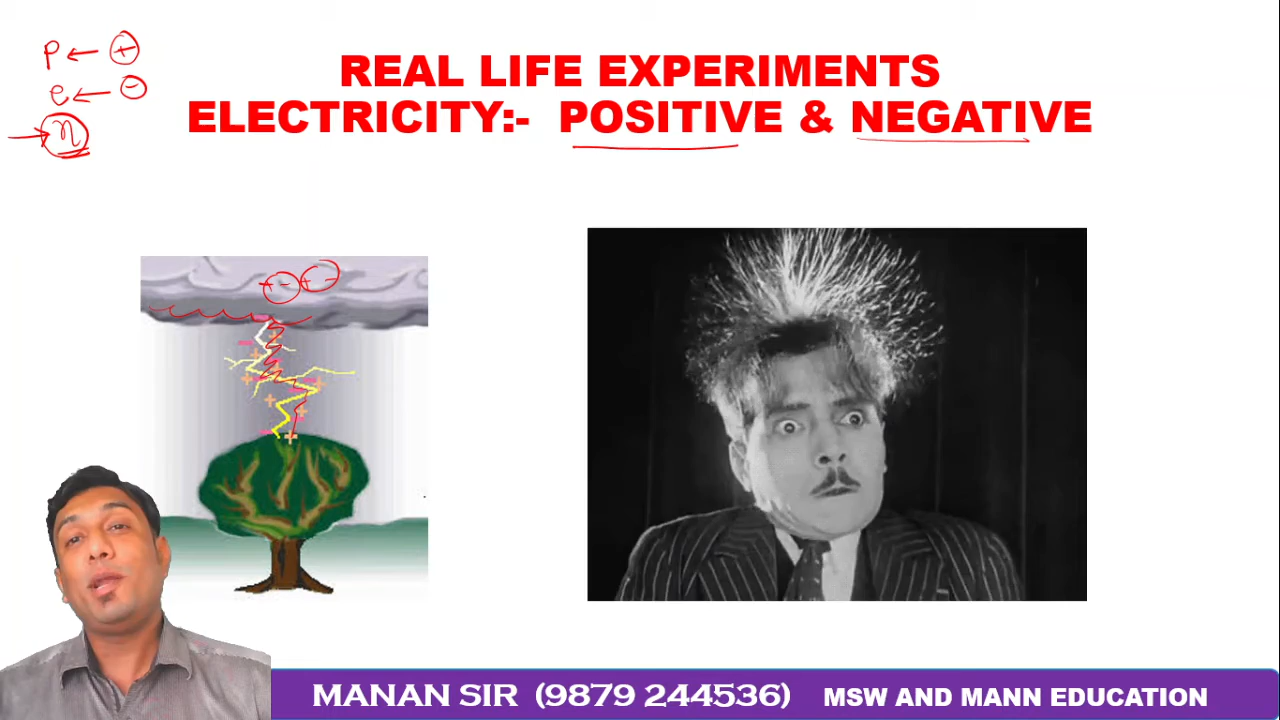 p ← +
e ← -
→ n
REAL LIFE EXPERIMENTS
ELECTRICITY:- POSITIVE & NEGATIVE
+ - + -
MANAN SIR (9879 244536) MSW AND MANN EDUCATION